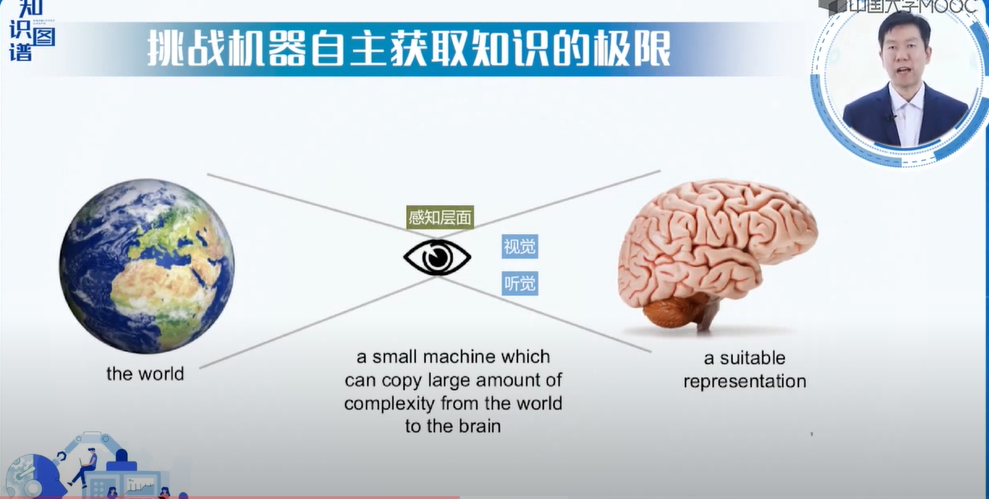 知
识图
谱
中国大学MOOC
挑战机器自主获取知识的极限
感知层面
视觉
听觉
the world
a small machine which
can copy large amount of
complexity from the world
to the brain
a suitable
representation